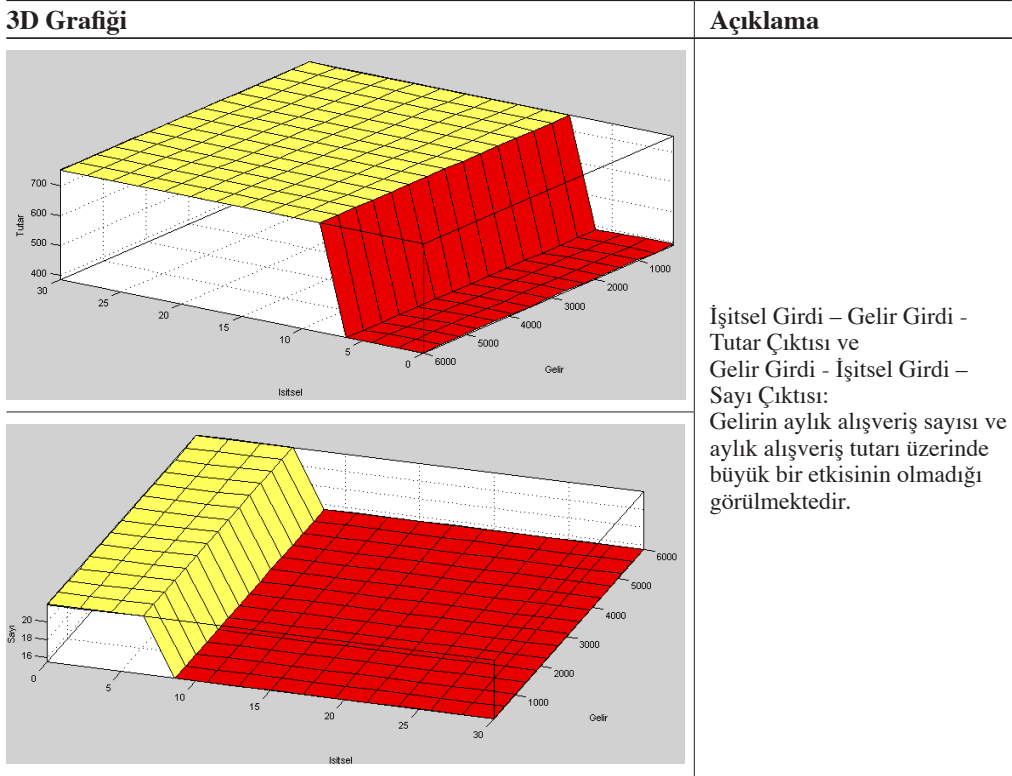 3D Grafiği
Açıklama
700
600
500
400
Tutar
30
25
20
15
10
5
0
Isitsel
6000
5000
4000
3000
2000
1000
Gelir
20
18
16
Sayı
0
5
10
15
20
25
30
Isitsel
1000
2000
3000
4000
5000
6000
Gelir
İşitsel Girdi – Gelir Girdi -
Tutar Çıktısı ve
Gelir Girdi - İşitsel Girdi –
Sayı Çıktısı:
Gelirin aylık alışveriş sayısı ve
aylık alışveriş tutarı üzerinde
büyük bir etkisinin olmadığı
görülmektedir.